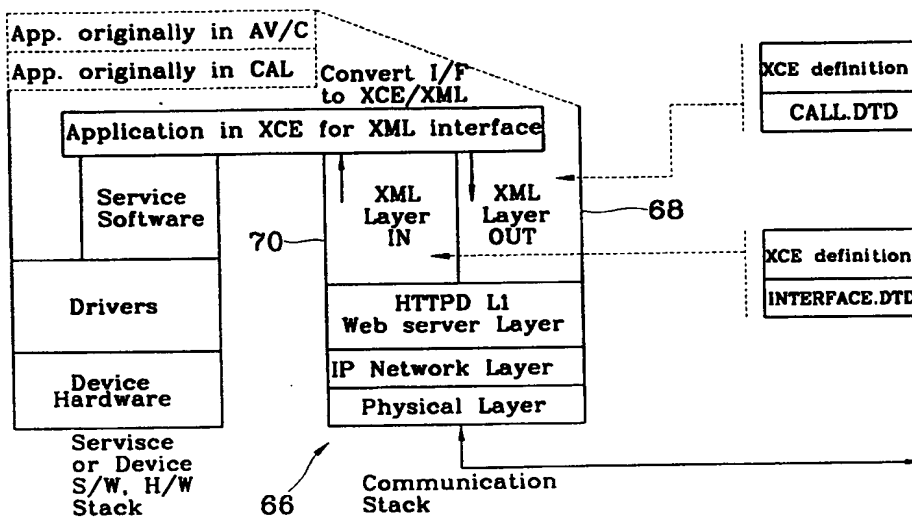 App. originally in AV/C
App. originally in CAL
Convert I/F
to XCE/XML
Application in XCE for XML interface
Service
Software
Drivers
Device
Hardware
Servisce
or Device
S/W, H/W
Stack
70
XML
Layer
IN
XML
Layer
OUT
68
HTTPD L1
Web server Layer
IP Network Layer
Physical Layer
66
Communication
Stack
XCE definition
CALL.DTD
XCE definition
INTERFACE.DTD